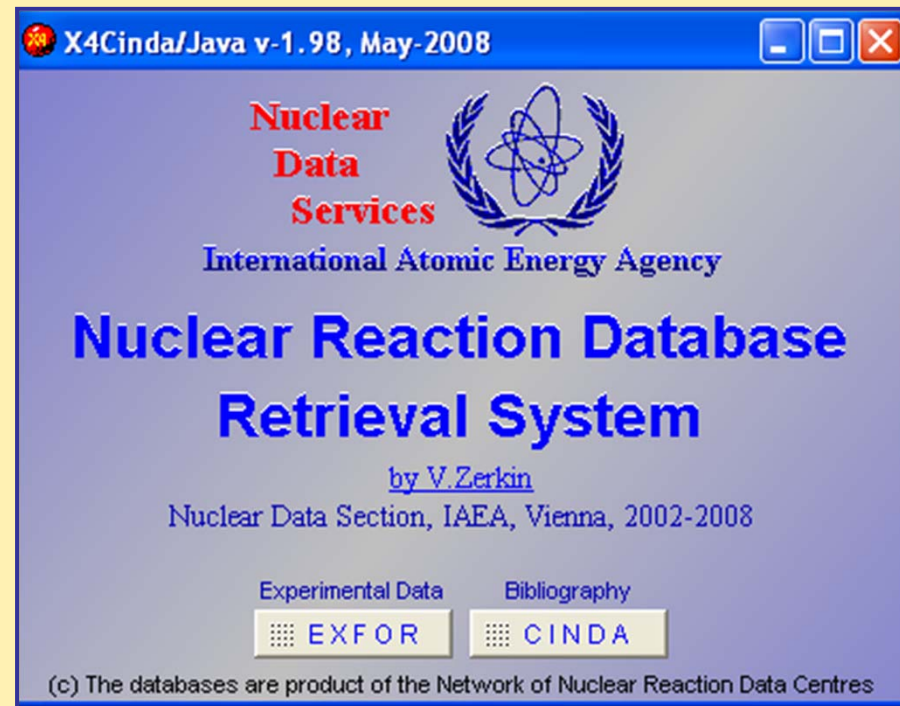 X4Cinda/Java v-1.98, May-2008
Nuclear
Data
Services
International Atomic Energy Agency
Nuclear Reaction Database
Retrieval System
by V.Zerkin
Nuclear Data Section, IAEA, Vienna, 2002-2008
Experimental Data Bibliography
EXFOR CINDA
(c) The databases are product of the Network of Nuclear Reaction Data Centres